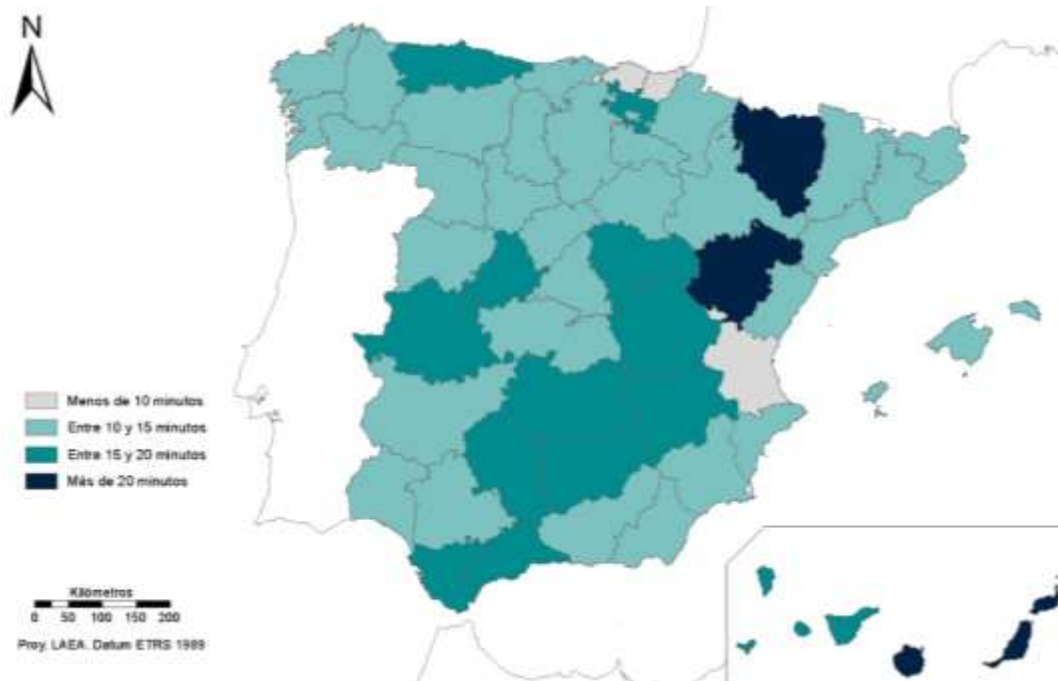 N
Menos de 10 minutos
Entre 10 y 15 minutos
Entre 15 y 20 minutos
Más de 20 minutos
Kilómetros
0 50 100 150 200
Proy. LAEA. Datum ETRS 1989